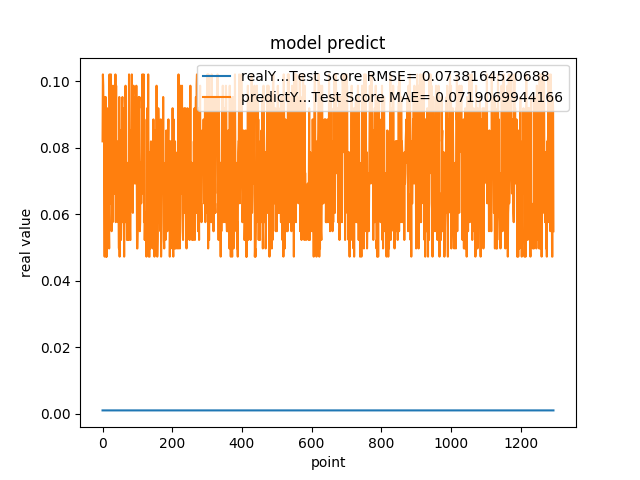 model predict
realY...Test Score RMSE= 0.0738164520688
predictY...Test Score MAE= 0.0719069944166
0.10
0.08
0.06
0.04
0.02
0.00
real value
0 200 400 600 800 1000 1200
point